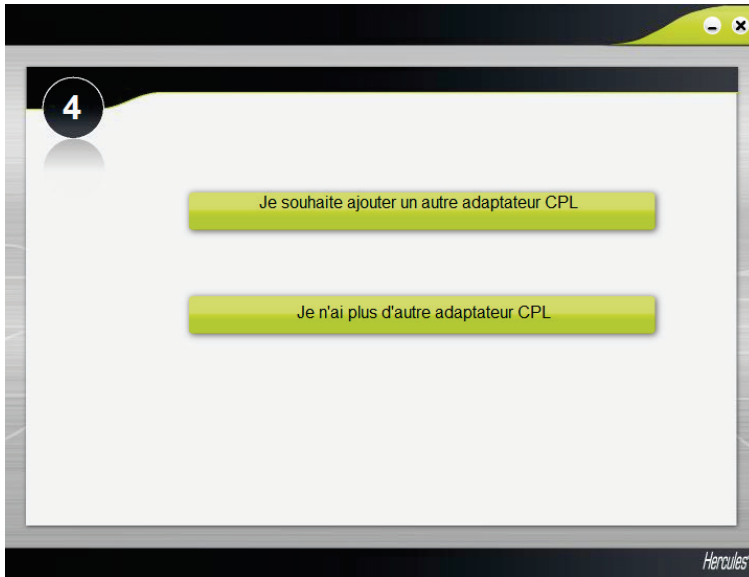 4
Je souhaite ajouter un autre adaptateur CPL
Je n'ai plus d'autre adaptateur CPL
Hercules